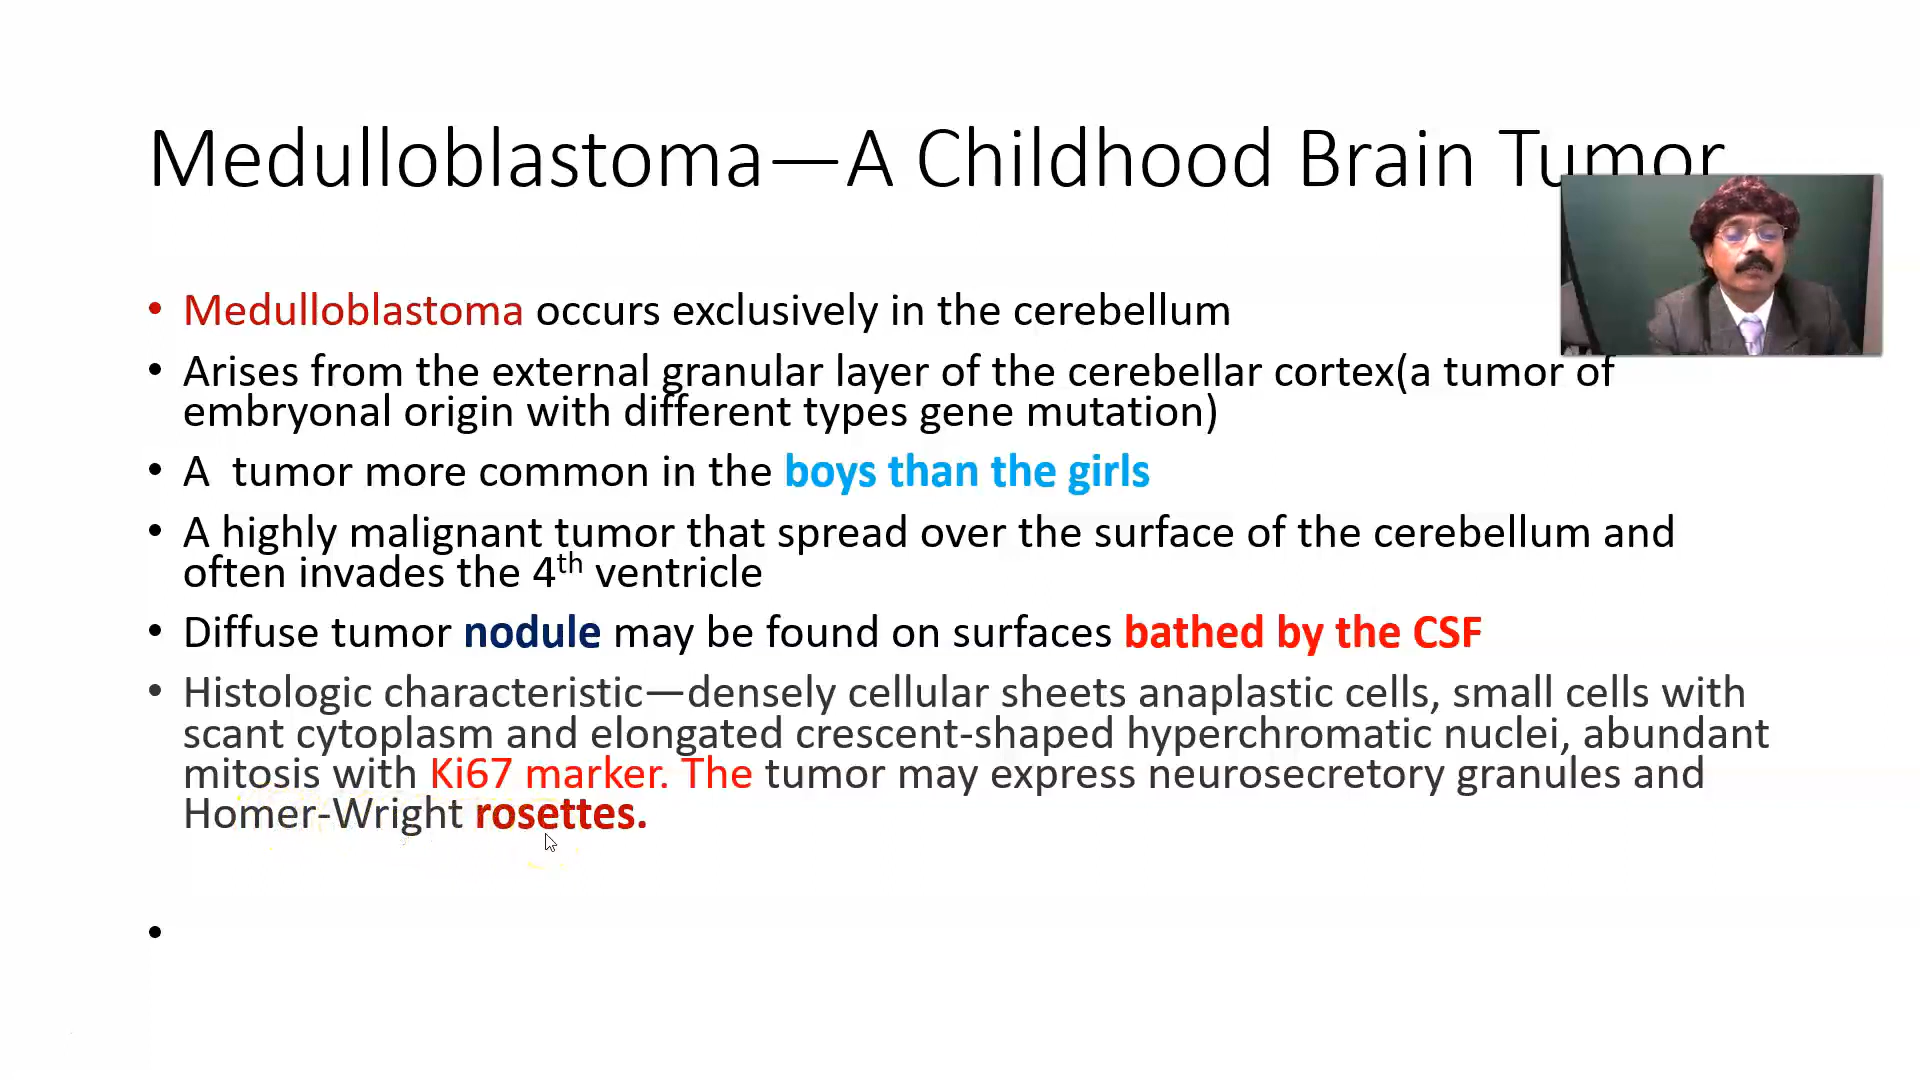 Medulloblastoma—A Childhood Brain Tumor
• Medulloblastoma occurs exclusively in the cerebellum
• Arises from the external granular layer of the cerebellar cortex(a tumor of
embryonal origin with different types gene mutation)
• A  tumor more common in the boys than the girls
• A highly malignant tumor that spread over the surface of the cerebellum and
often invades the 4th ventricle
• Diffuse tumor nodule may be found on surfaces bathed by the CSF
• Histologic characteristic—densely cellular sheets anaplastic cells, small cells with
scant cytoplasm and elongated crescent-shaped hyperchromatic nuclei, abundant
mitosis with Ki67 marker. The tumor may express neurosecretory granules and
Homer-Wright rosettes.
•